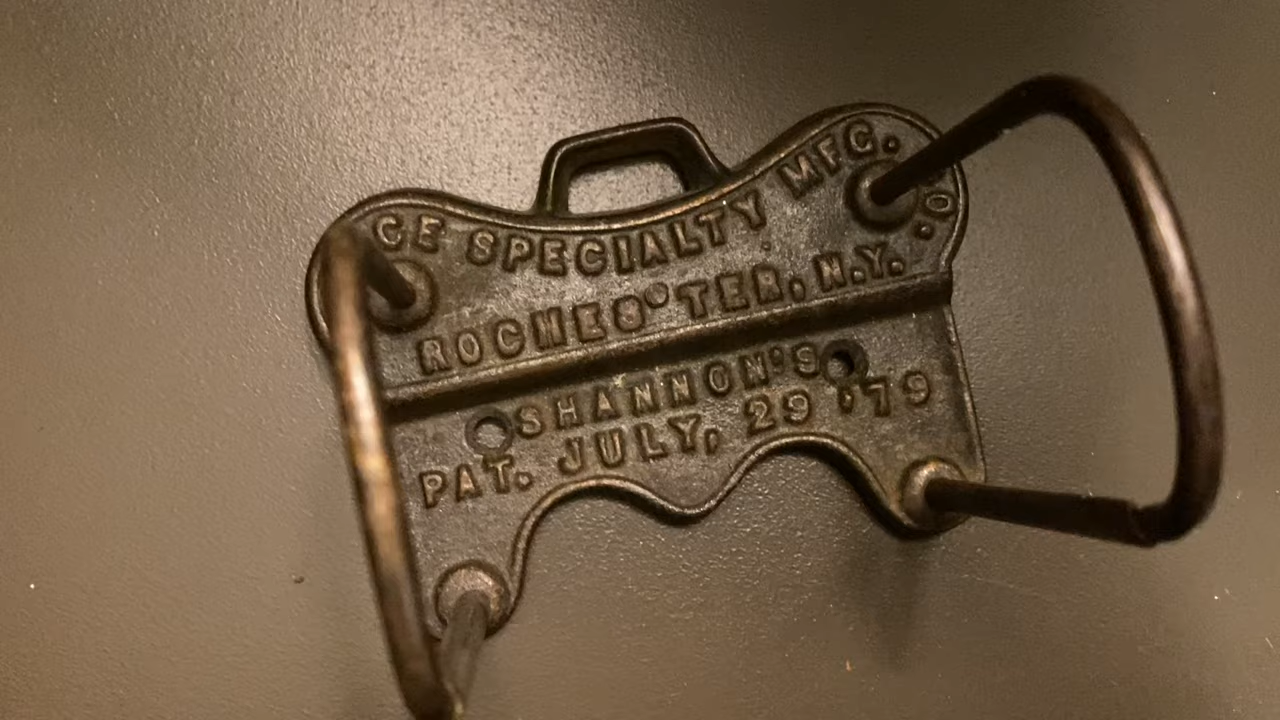 CE SPECIALTY MFG. CO.
ROCHESTER, N.Y.
SHANNON'S
PAT. JULY, 29 '79